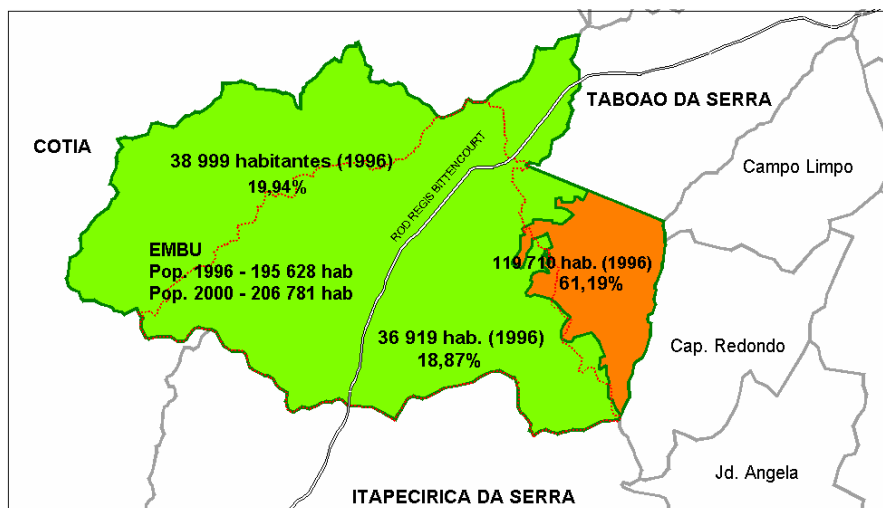 TABOAO DA SERRA
COTIA
38 999 habitantes (1996)
19,94%
Campo Limpo
ROD REGIS BITTENCOURT
EMBU
Pop. 1996 - 195 628 hab
Pop. 2000 - 206 781 hab
119 710 hab. (1996)
61,19%
36 919 hab. (1996)
18,87%
Cap. Redondo
Jd. Angela
ITAPECIRICA DA SERRA